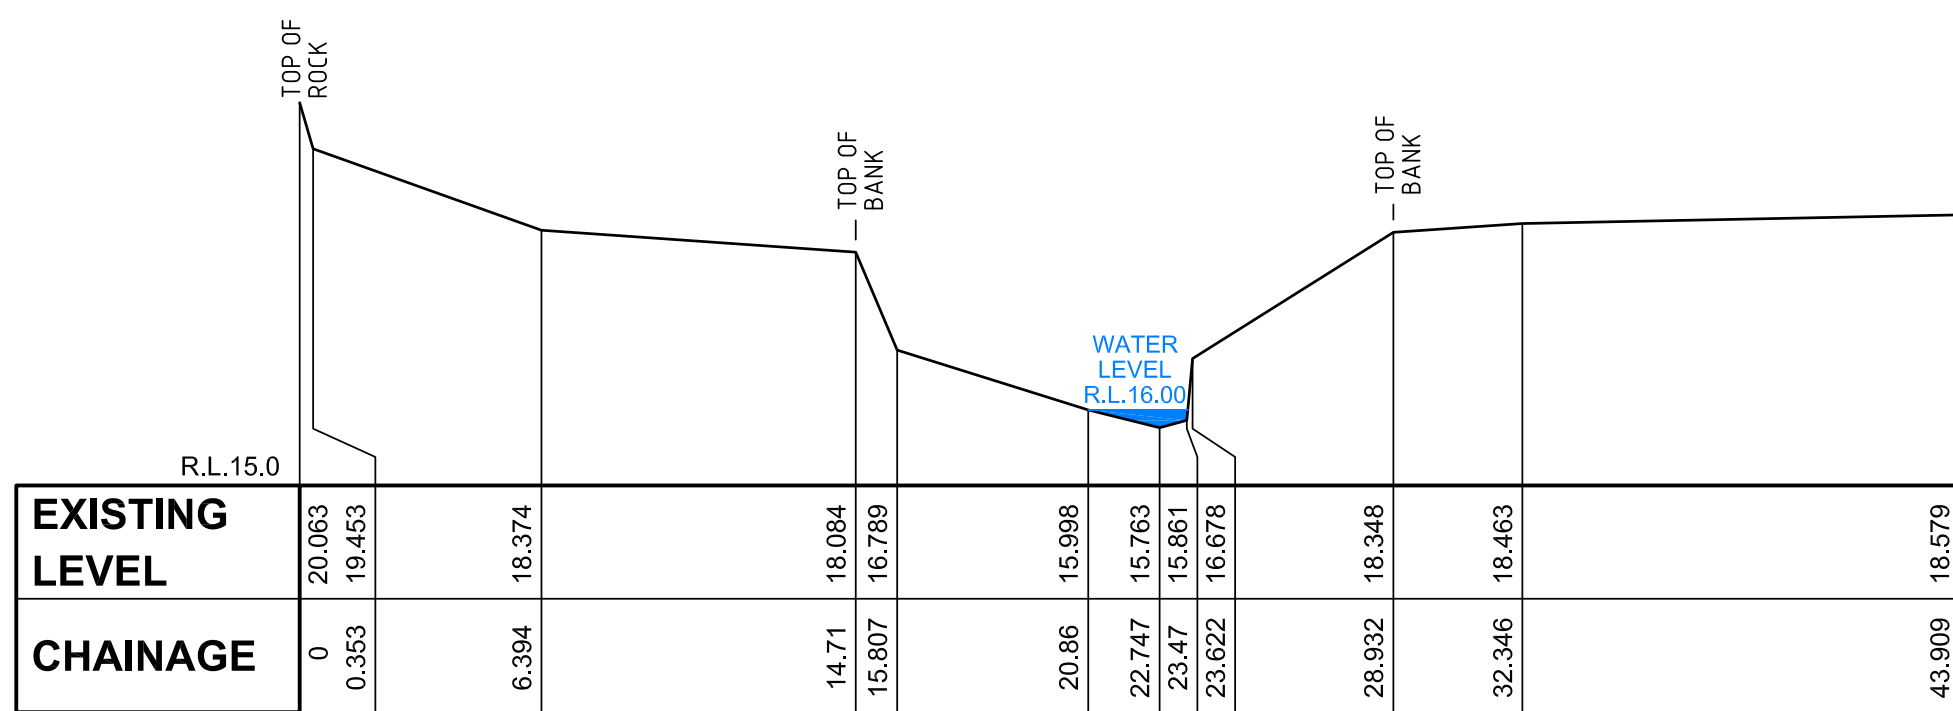 TOP OF
ROCK
TOP OF
BANK
TOP OF
BANK
WATER
LEVEL
R.L.16.00
R.L.15.0
EXISTING
LEVEL
20.063
19.453
18.374
18.084
16.789
15.998
15.763
15.861
16.678
18.348
18.463
18.579
CHAINAGE
0
0.353
6.394
14.71
15.807
20.86
22.747
23.47
23.622
28.932
32.346
43.909